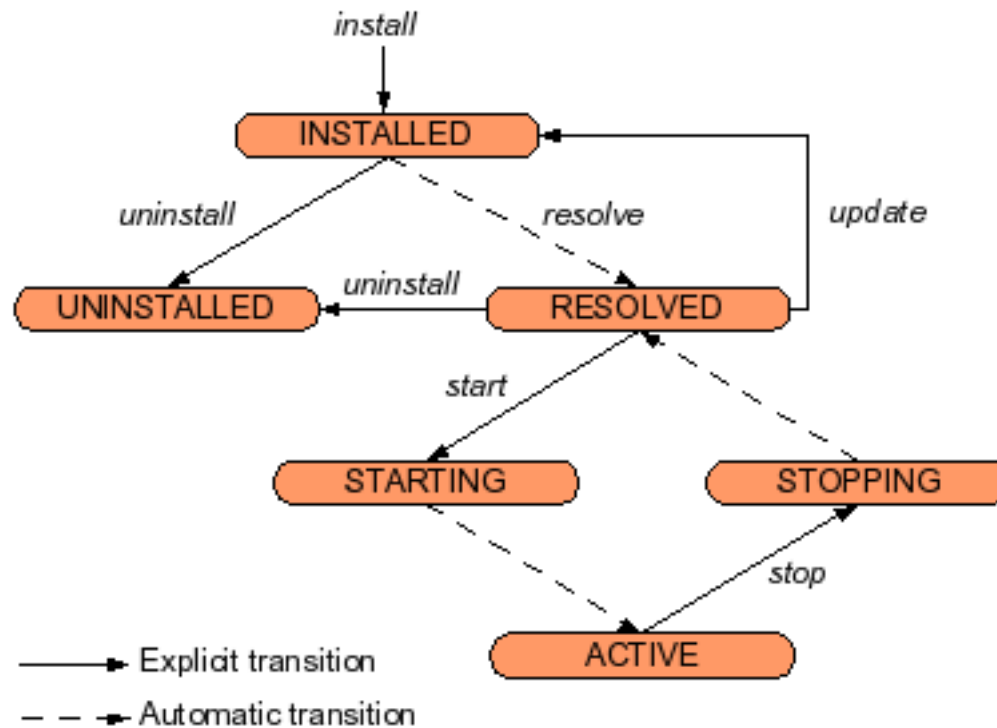 install
INSTALLED
uninstall
resolve
update
UNINSTALLED
uninstall
RESOLVED
start
STARTING
STOPPING
stop
ACTIVE
Explicit transition
Automatic transition